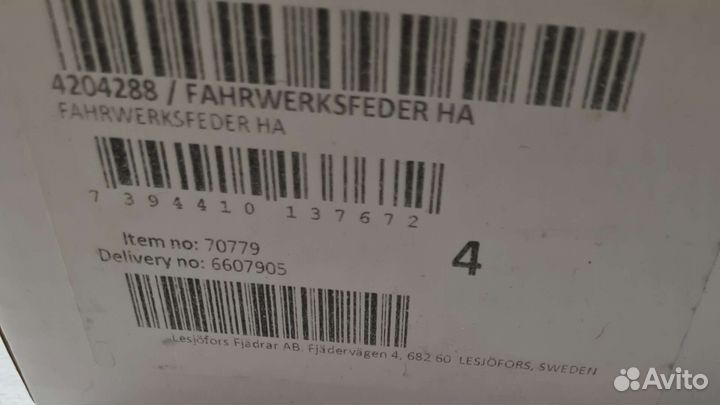 4204288 / FAHRWERKSFEDER HA
FAHRWERKSFEDER HA
7 394410 137672
Item no: 70779
4
Delivery no: 6607905
Lesjöfors Fjädrar AB. Fjädervägen 4, 682 60 LESJÖFORS, SWEDEN
Avito